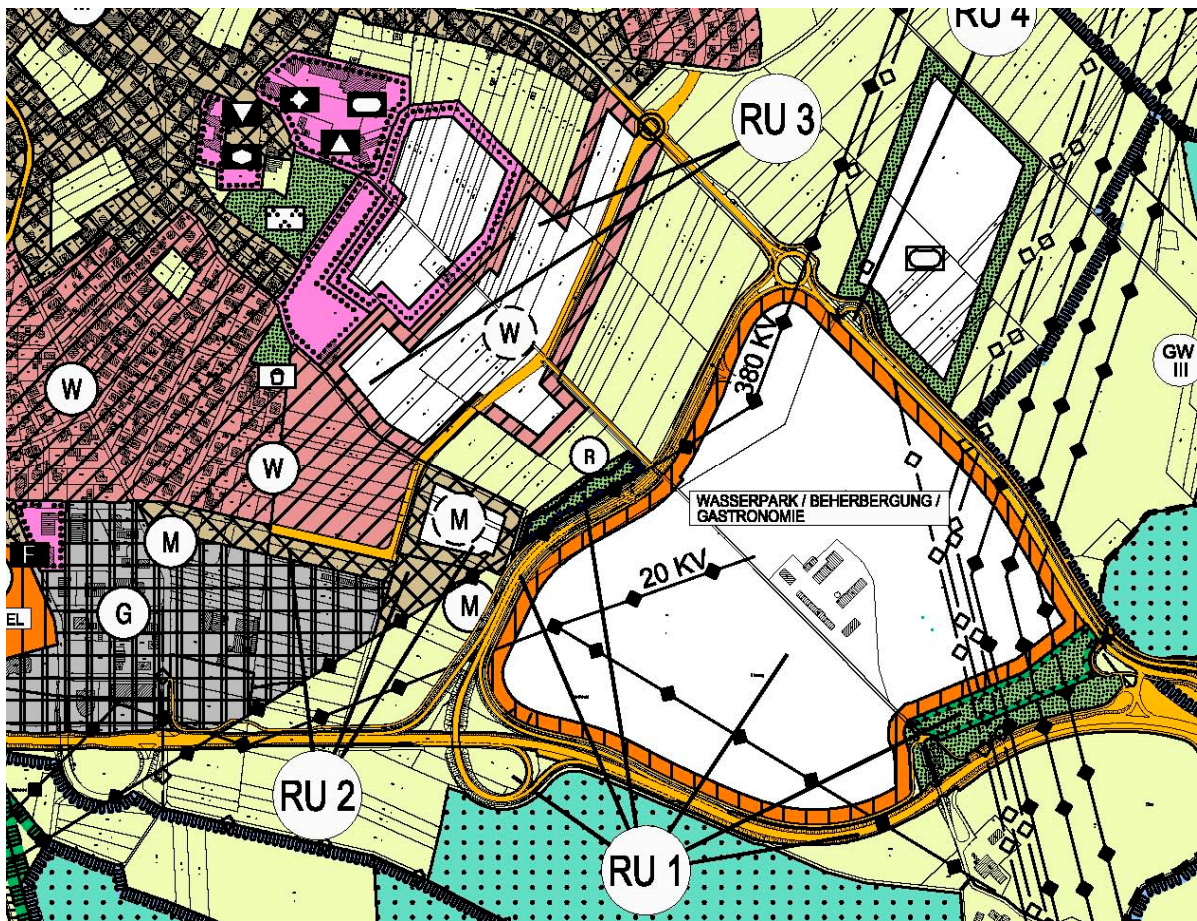 RU 4
RU 3
GW
III
W
380 KV
W
R
W
WASSERPARK / BEHERBERGUNG /
GASTRONOMIE
M
M
20 KV
F
G
M
EL
RU 2
RU 1